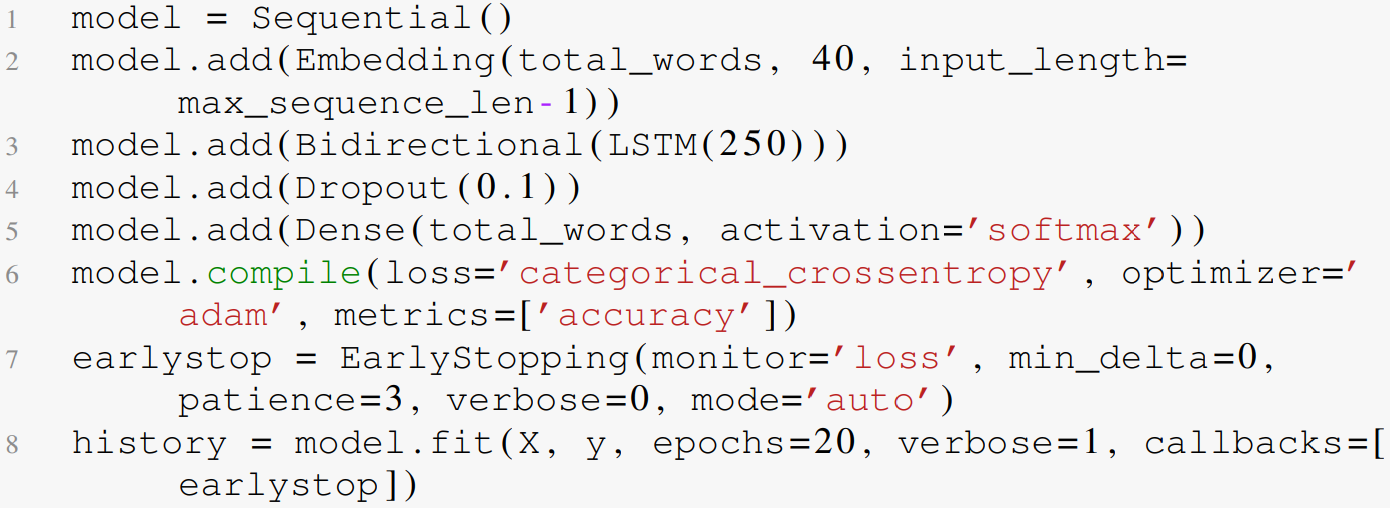 1 model = Sequential()
2 model.add(Embedding(total_words, 40, input_length=
max_sequence_len-1))
3 model.add(Bidirectional(LSTM(250)))
4 model.add(Dropout(0.1))
5 model.add(Dense(total_words, activation='softmax'))
6 model.compile(loss='categorical_crossentropy', optimizer='
adam', metrics=['accuracy'])
7 earlystop = EarlyStopping(monitor='loss', min_delta=0,
patience=3, verbose=0, mode='auto')
8 history = model.fit(X, y, epochs=20, verbose=1, callbacks=[
earlystop])